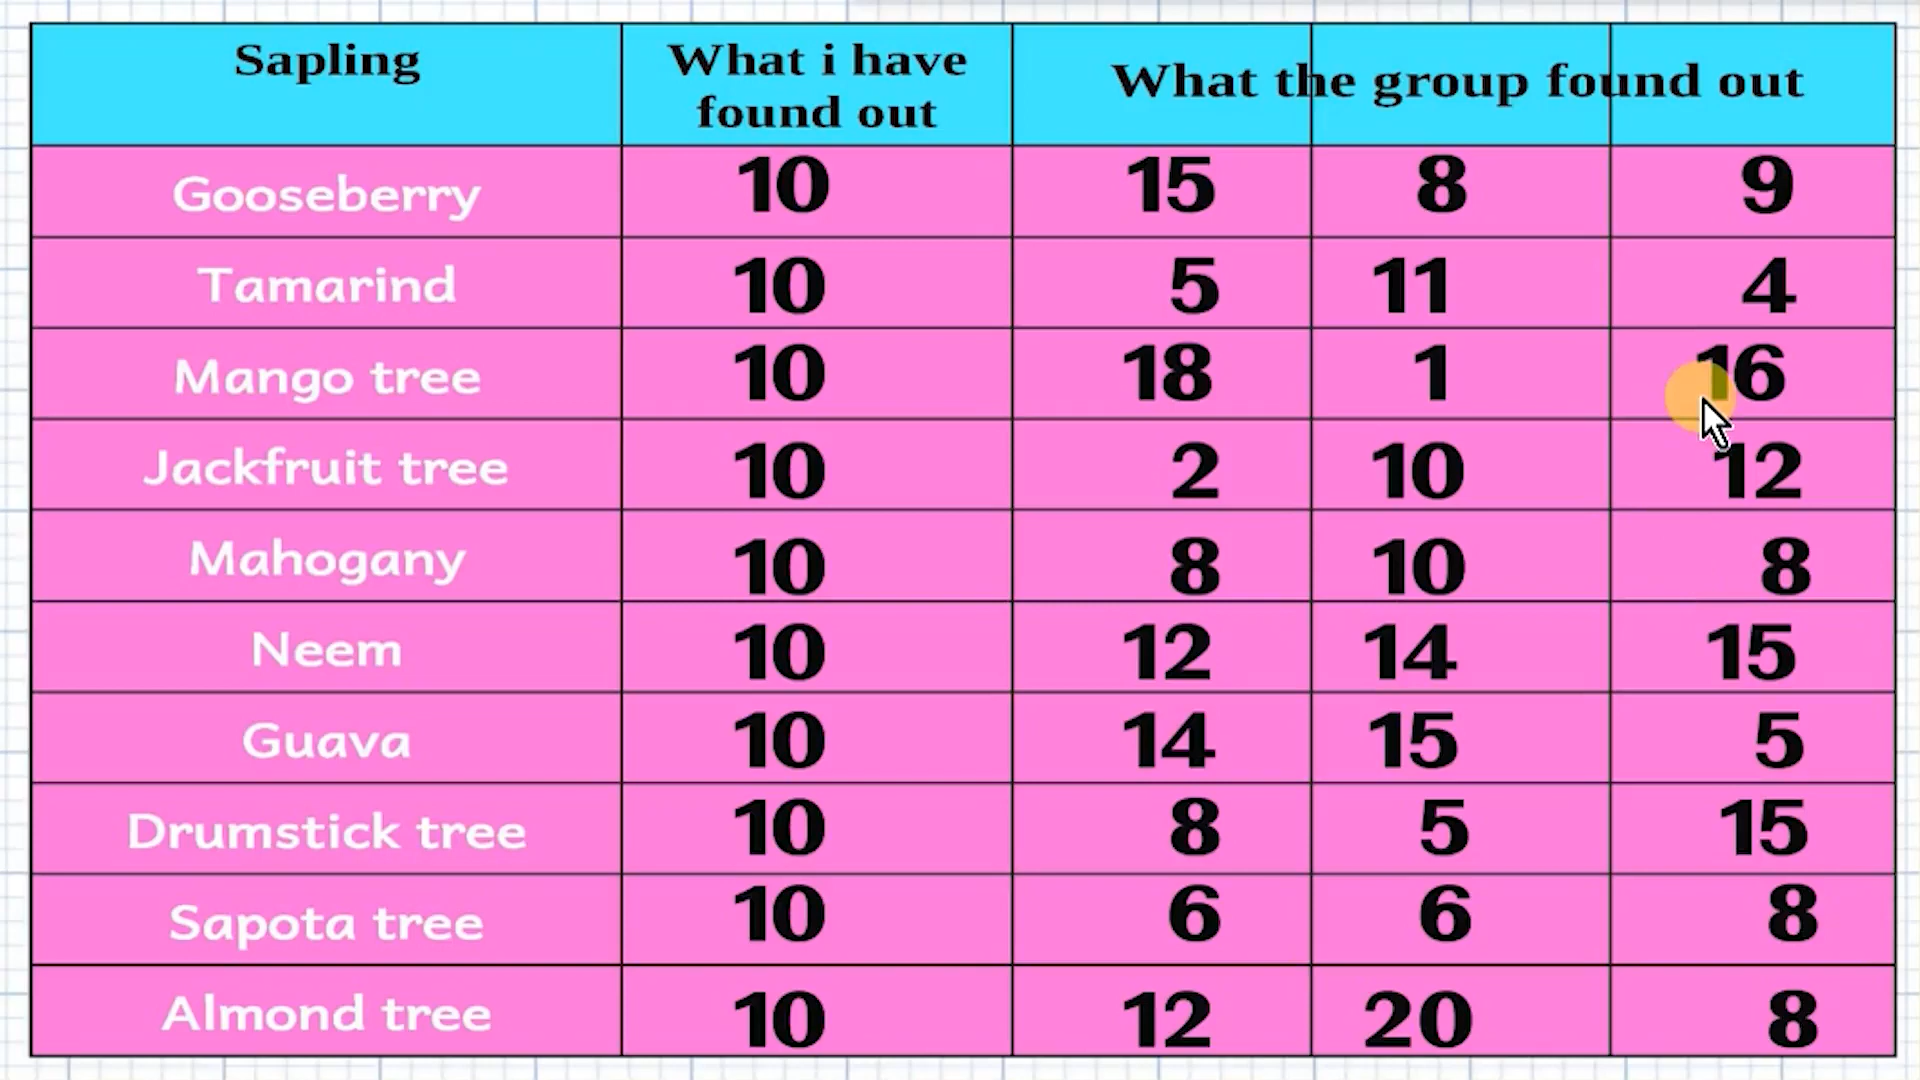 Sapling What i have found out What the group found out
Gooseberry 10 15 8 9
Tamarind 10 5 11 4
Mango tree 10 18 1 16
Jackfruit tree 10 2 10 12
Mahogany 10 8 10 8
Neem 10 12 14 15
Guava 10 14 15 5
Drumstick tree 10 8 5 15
Sapota tree 10 6 6 8
Almond tree 10 12 20 8